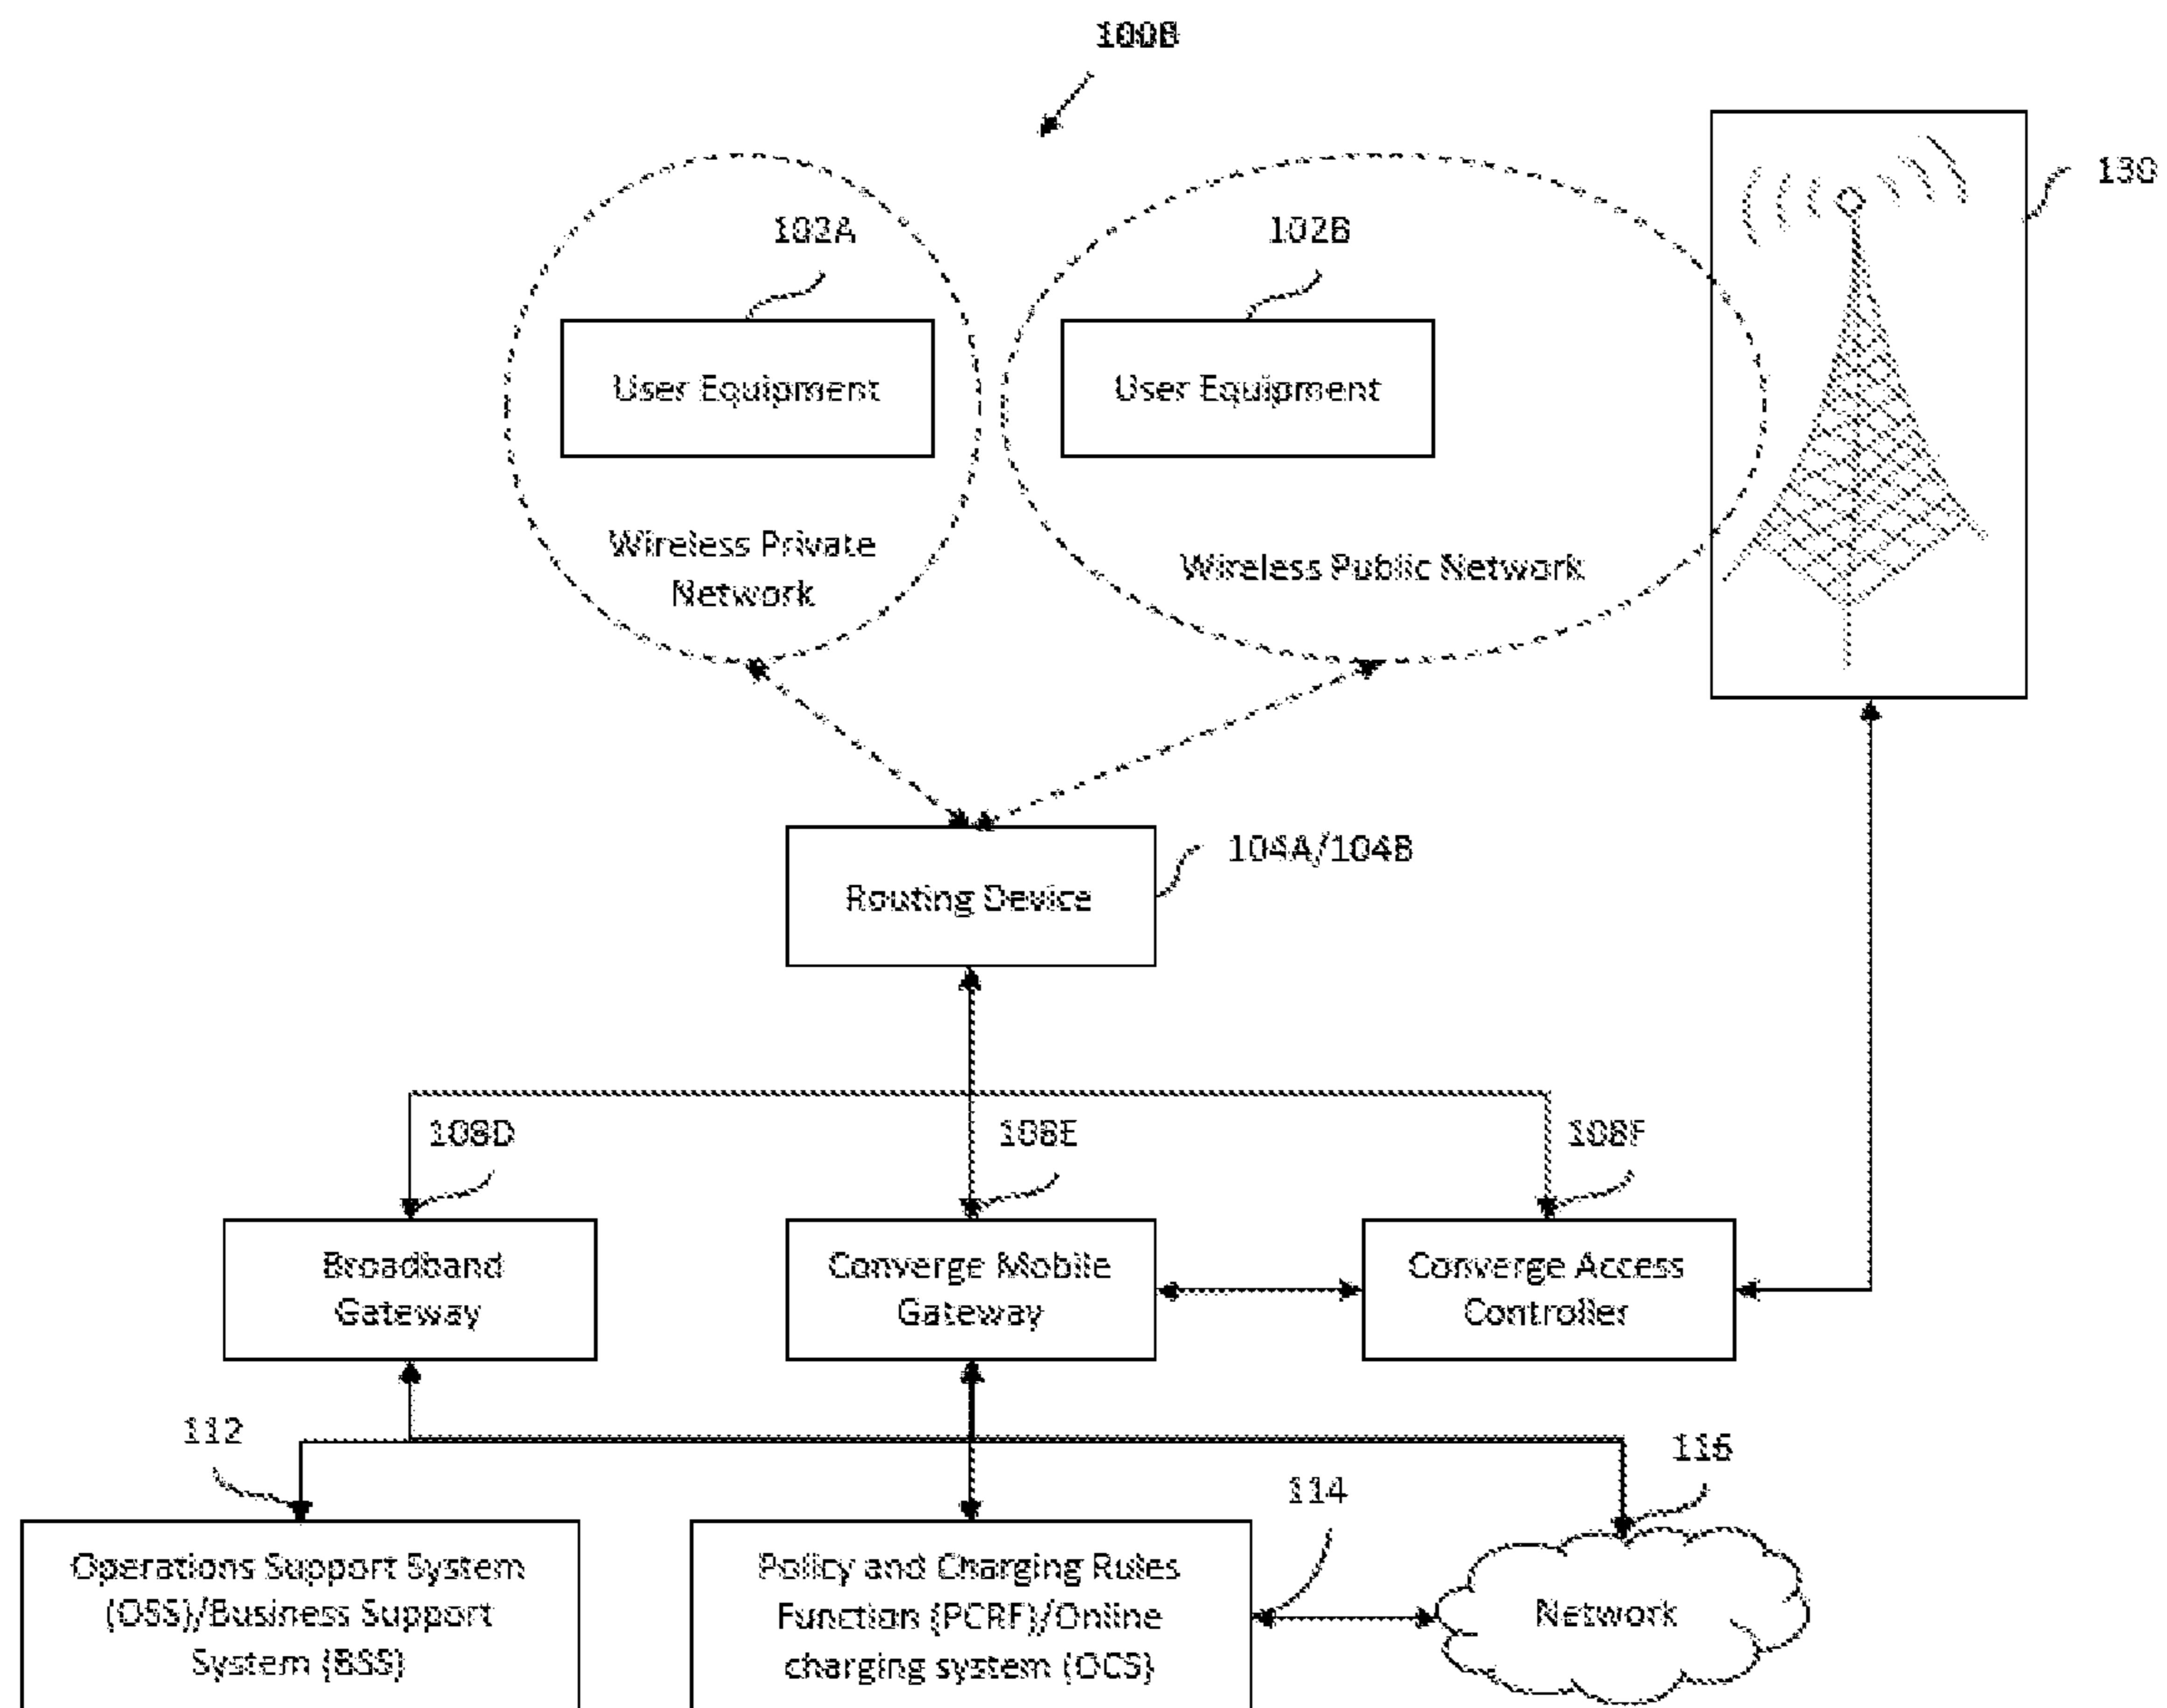 100B
130
102A
102B
User Equipment
User Equipment
Wireless Private
Network
Wireless Public Network
104A/104B
Routing Device
108D
108E
108F
Broadband
Gateway
Converge Mobile
Gateway
Converge Access
Controller
112
114
116
Operations Support System
(OSS)/Business Support
System (BSS)
Policy and Charging Rules
Function (PCRF)/Online
charging system (OCS)
Network